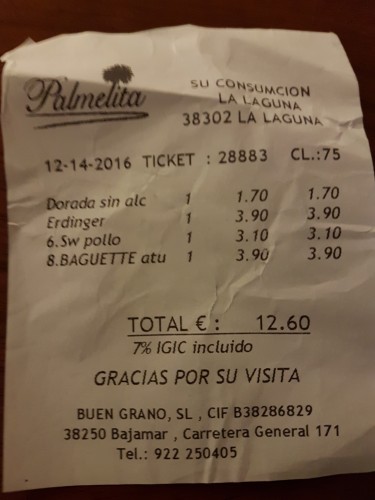 Palmelita
SU CONSUMCION
LA LAGUNA
38302 LA LAGUNA
12-14-2016 TICKET : 28883 CL.:75
Dorada sin alc 1 1.70 1.70
Erdinger 1 3.90 3.90
6.Sw pollo 1 3.10 3.10
8.BAGUETTE atu 1 3.90 3.90
TOTAL € : 12.60
7% IGIC incluido
GRACIAS POR SU VISITA
BUEN GRANO, SL , CIF B38286829
38250 Bajamar , Carretera General 171
Tel.: 922 250405